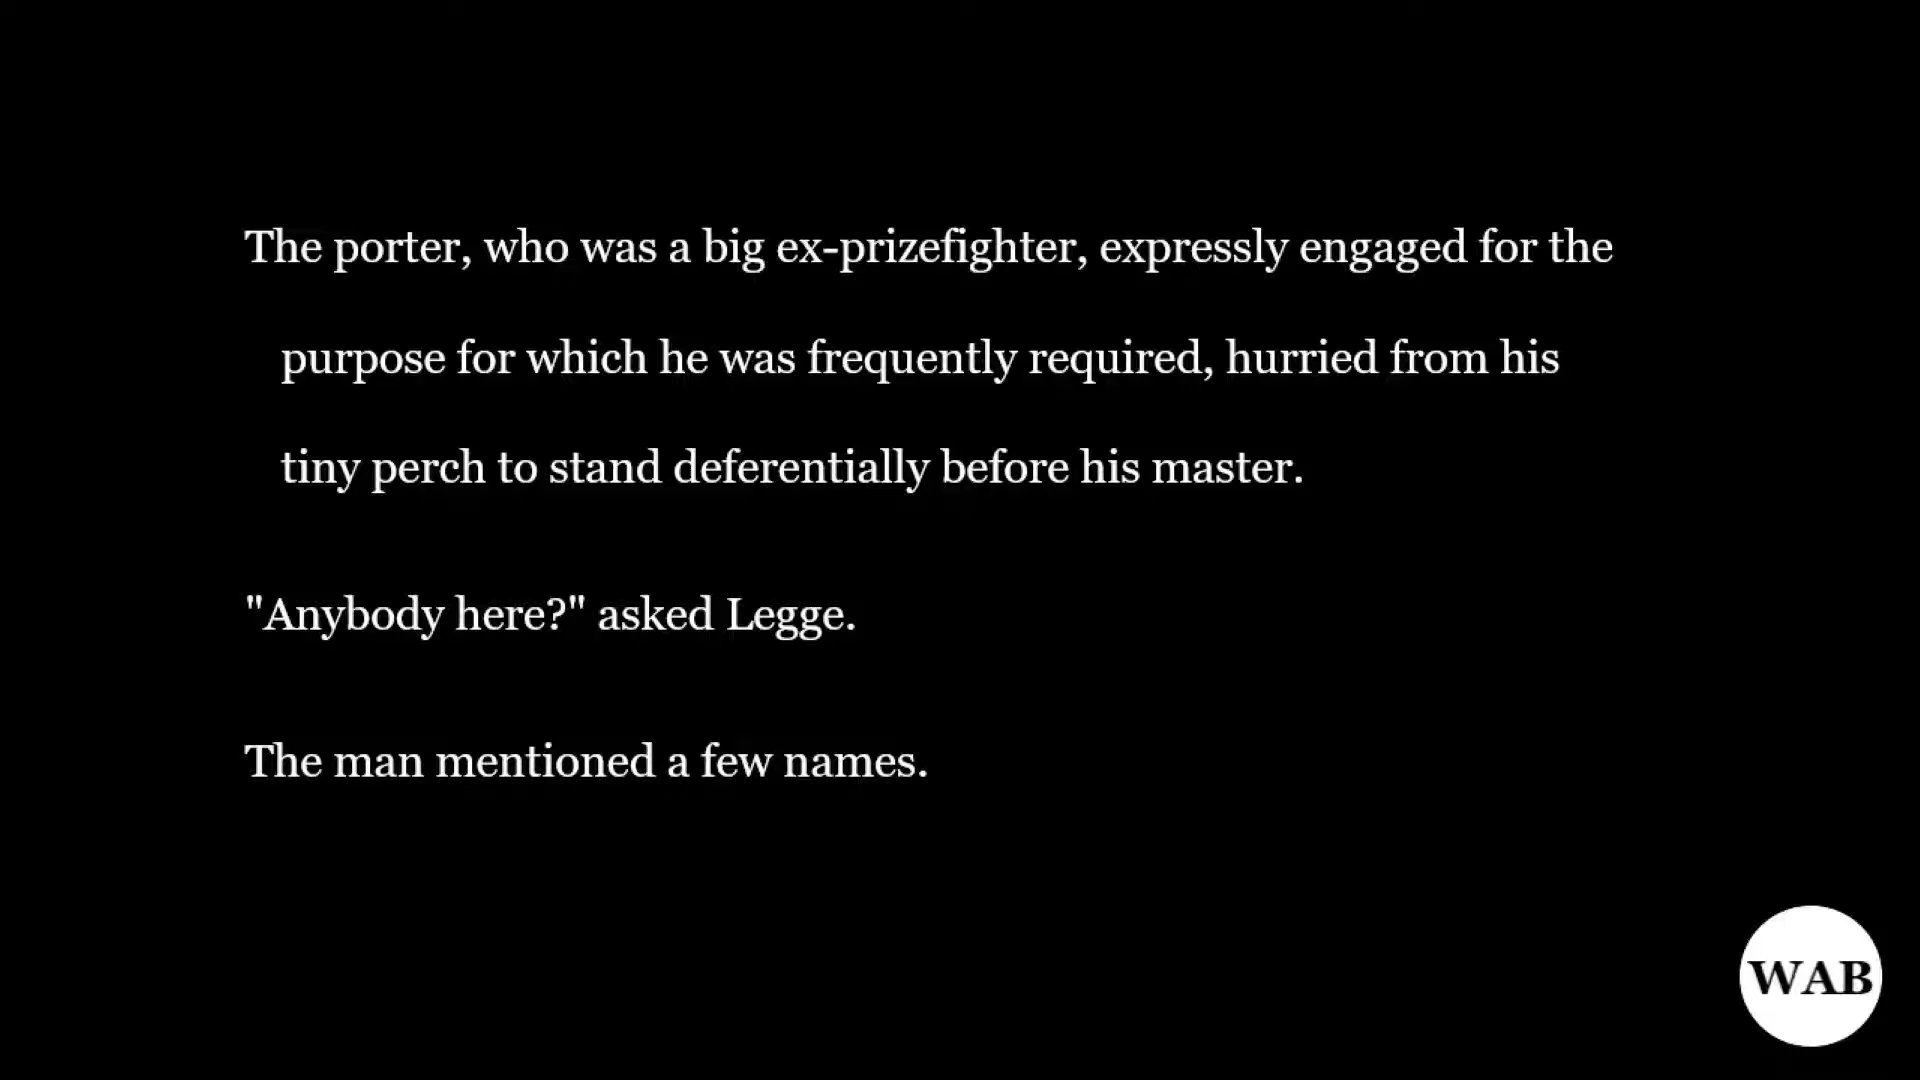 The porter, who was a big ex-prizefighter, expressly engaged for the
purpose for which he was frequently required, hurried from his
tiny perch to stand deferentially before his master.
"Anybody here?" asked Legge.
The man mentioned a few names.
WAB